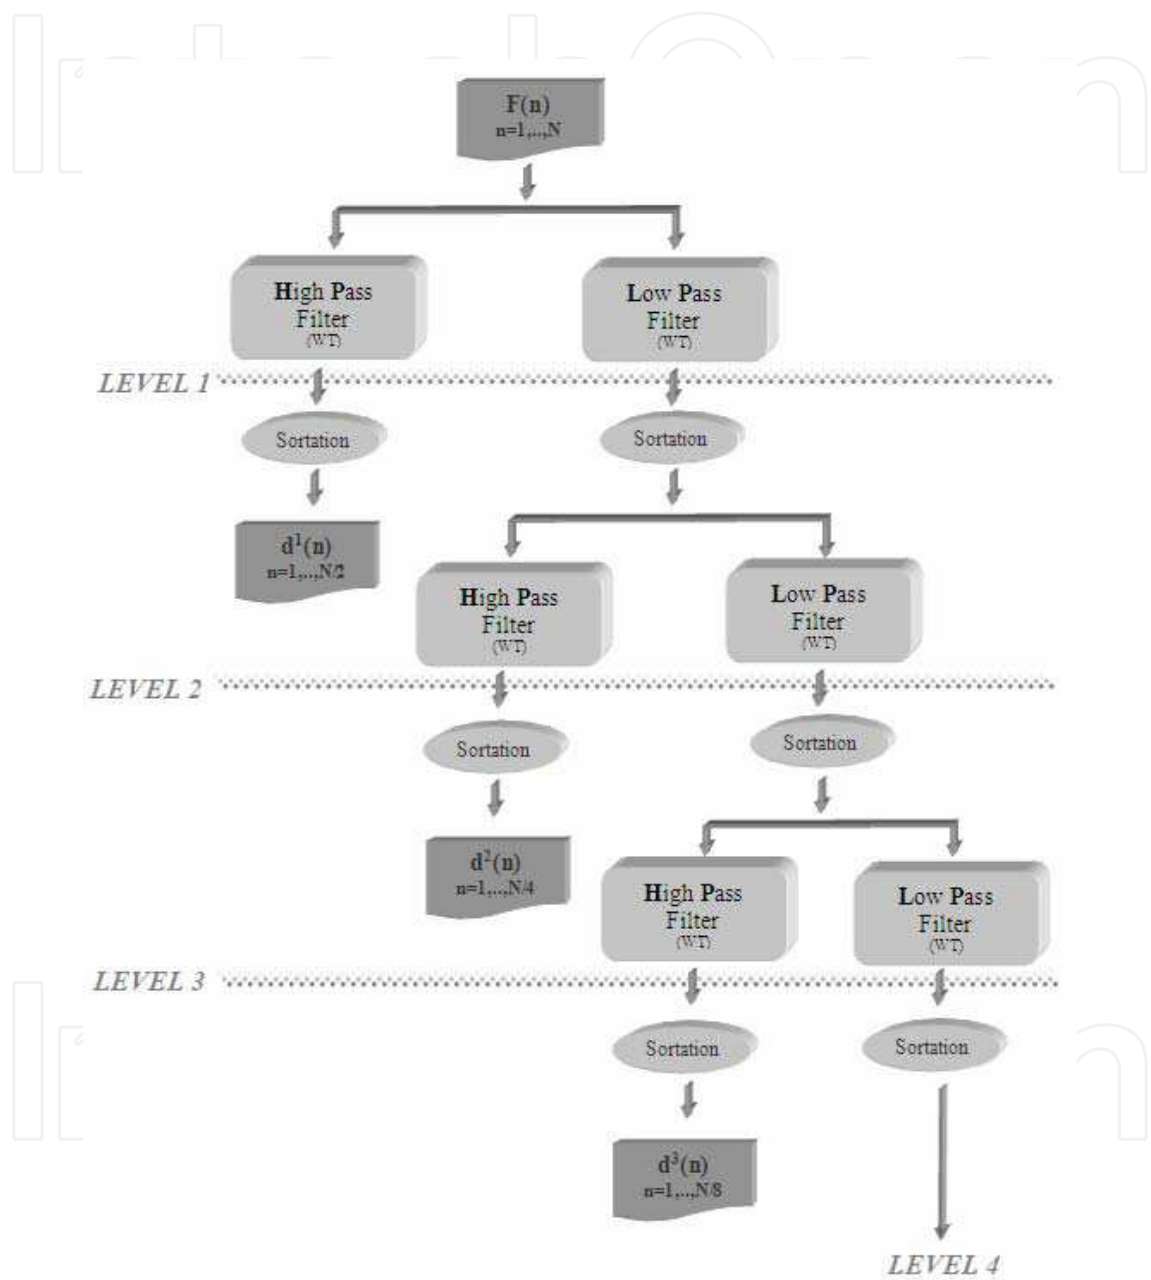 F(n)
n=1,..,N
High Pass
Filter
(WT)
Low Pass
Filter
(WT)
LEVEL 1
Sortation
Sortation
d¹(n)
n=1,..,N/2
High Pass
Filter
(WT)
Low Pass
Filter
(WT)
LEVEL 2
Sortation
Sortation
d²(n)
n=1,..,N/4
High Pass
Filter
(WT)
Low Pass
Filter
(WT)
LEVEL 3
Sortation
Sortation
d³(n)
n=1,..,N/8
LEVEL 4